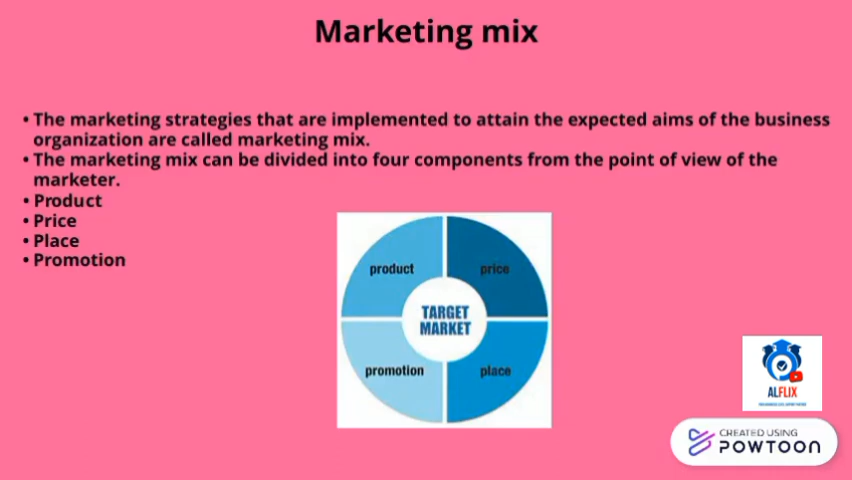 Marketing mix
• The marketing strategies that are implemented to attain the expected aims of the business
organization are called marketing mix.
• The marketing mix can be divided into four components from the point of view of the
marketer.
• Product
• Price
• Place
• Promotion
product
price
TARGET
MARKET
promotion
place
ALFLIX
CREATED USING
POWTOON